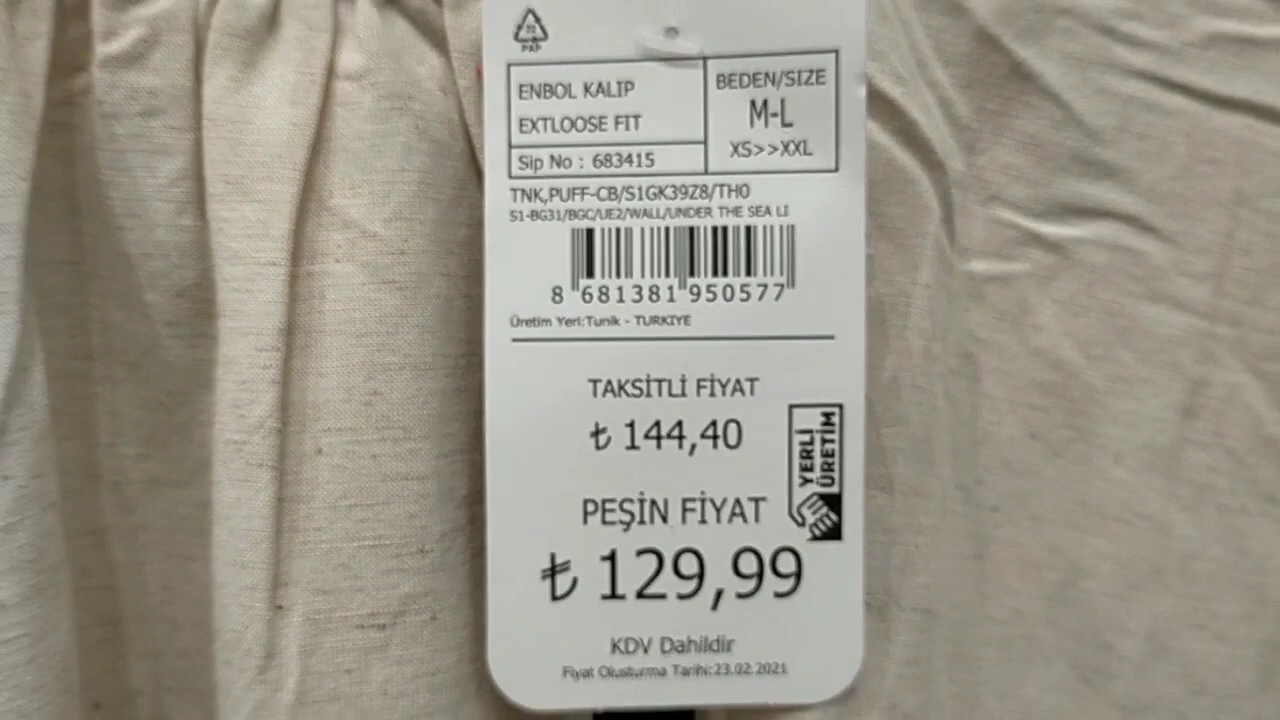 PAP
ENBOL KALIP
EXTLOOSE FIT
Sip No : 683415
BEDEN/SIZE
M-L
XS>>XXL
TNK,PUFF-CB/S1GK39Z8/TH0
S1-BG31/BGC/UE2/WALL/UNDER THE SEA LI
8 681381 950577
Üretim Yeri:Tunik - TURKIYE
TAKSİTLİ FİYAT
₺ 144,40
YERLİ
ÜRETİM
PEŞİN FİYAT
₺ 129,99
KDV Dahildir
Fiyat Olusturma Tarihi:23.02.2021